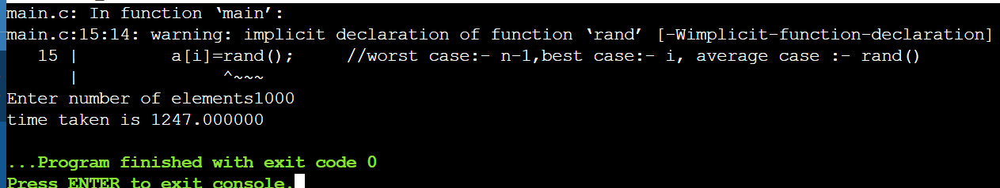 main.c: In function ‘main’:
main.c:15:14: warning: implicit declaration of function ‘rand’ [-Wimplicit-function-declaration]
15 | a[i]=rand(); //worst case:- n-1,best case:- i, average case :- rand()
| ^~~~
Enter number of elements1000
time taken is 1247.000000
...Program finished with exit code 0
Press ENTER to exit console.